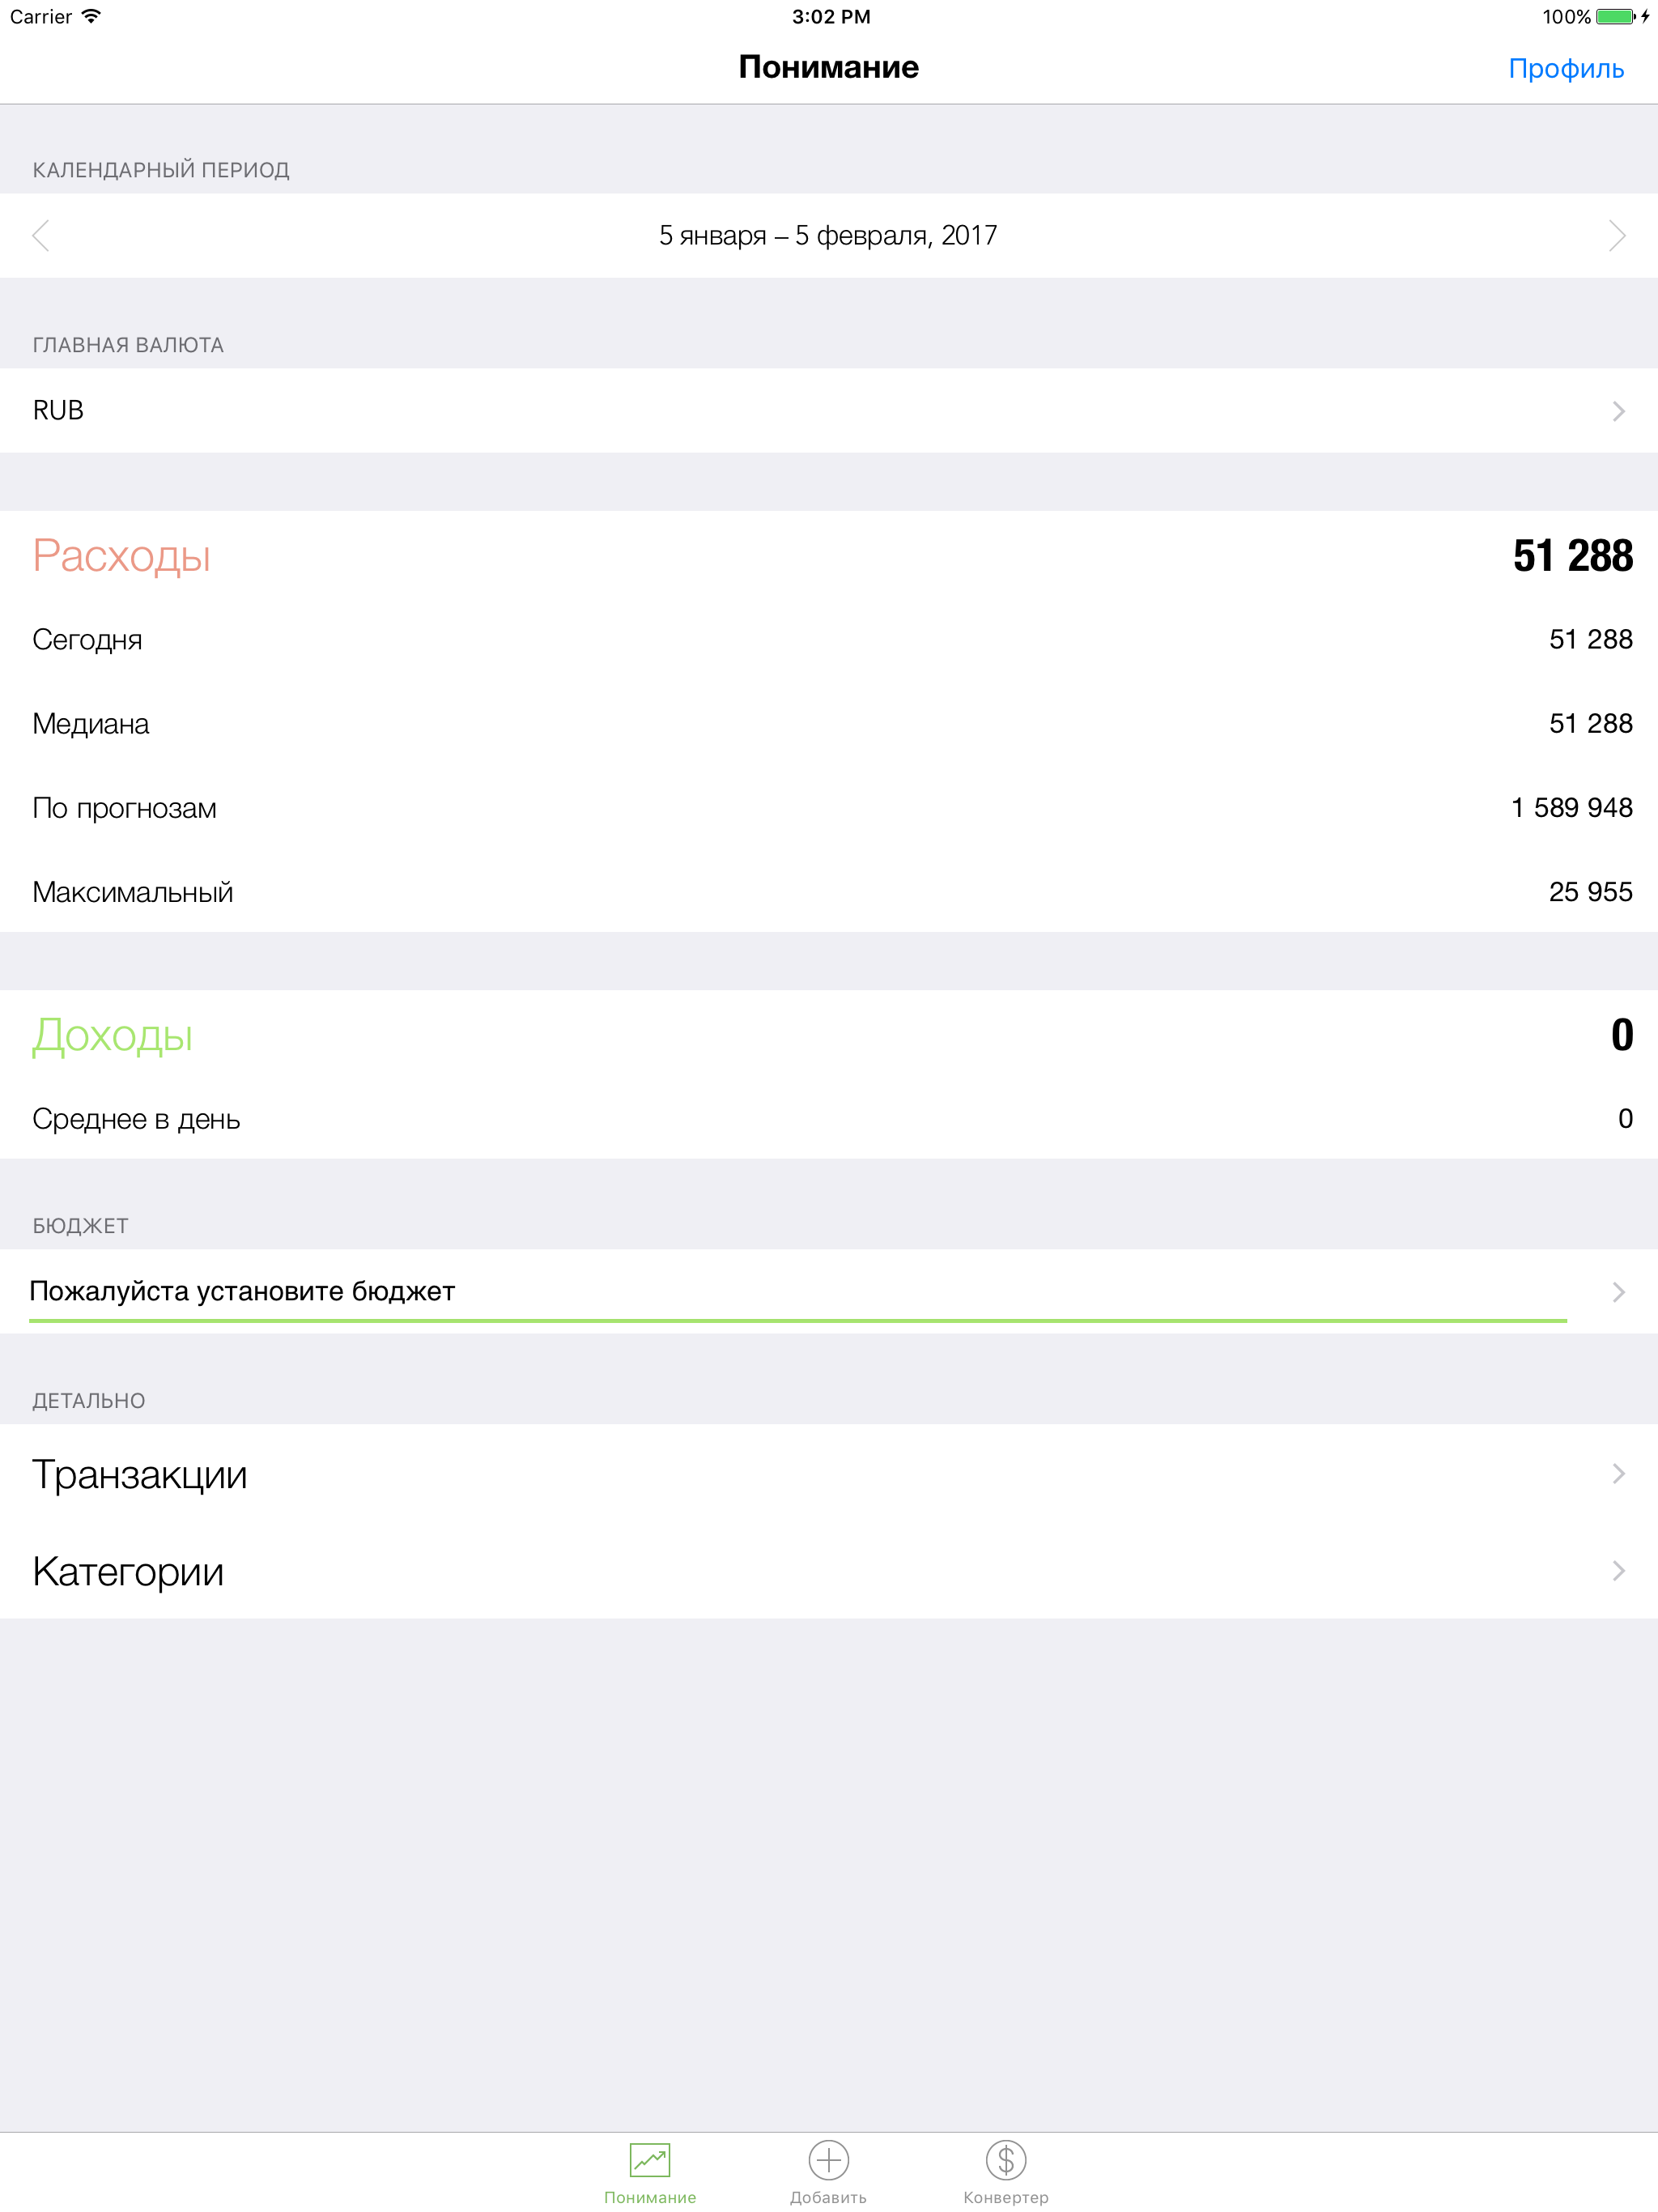 Carrier 3:02 PM 100%
Понимание Профиль
КАЛЕНДАРНЫЙ ПЕРИОД
5 января – 5 февраля, 2017
ГЛАВНАЯ ВАЛЮТА
RUB
Расходы 51 288
Сегодня 51 288
Медиана 51 288
По прогнозам 1 589 948
Максимальный 25 955
Доходы 0
Среднее в день 0
БЮДЖЕТ
Пожалуйста установите бюджет
ДЕТАЛЬНО
Транзакции
Категории
Понимание Добавить Конвертер